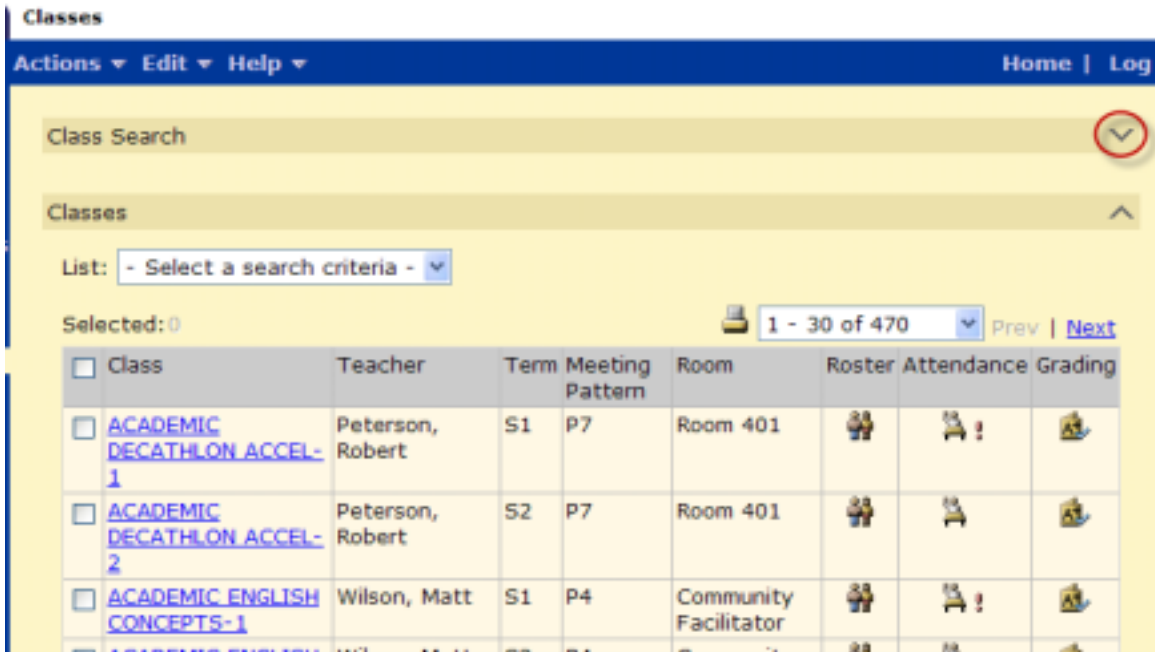 Classes
Actions Edit Help Home | Log
Class Search
Classes
List: - Select a search criteria -
Selected: 0 1 - 30 of 470 Prev | Next
Class Teacher Term Meeting Pattern Room Roster Attendance Grading
ACADEMIC DECATHLON ACCEL-1 Peterson, Robert S1 P7 Room 401
ACADEMIC DECATHLON ACCEL-2 Peterson, Robert S2 P7 Room 401
ACADEMIC ENGLISH CONCEPTS-1 Wilson, Matt S1 P4 Community Facilitator